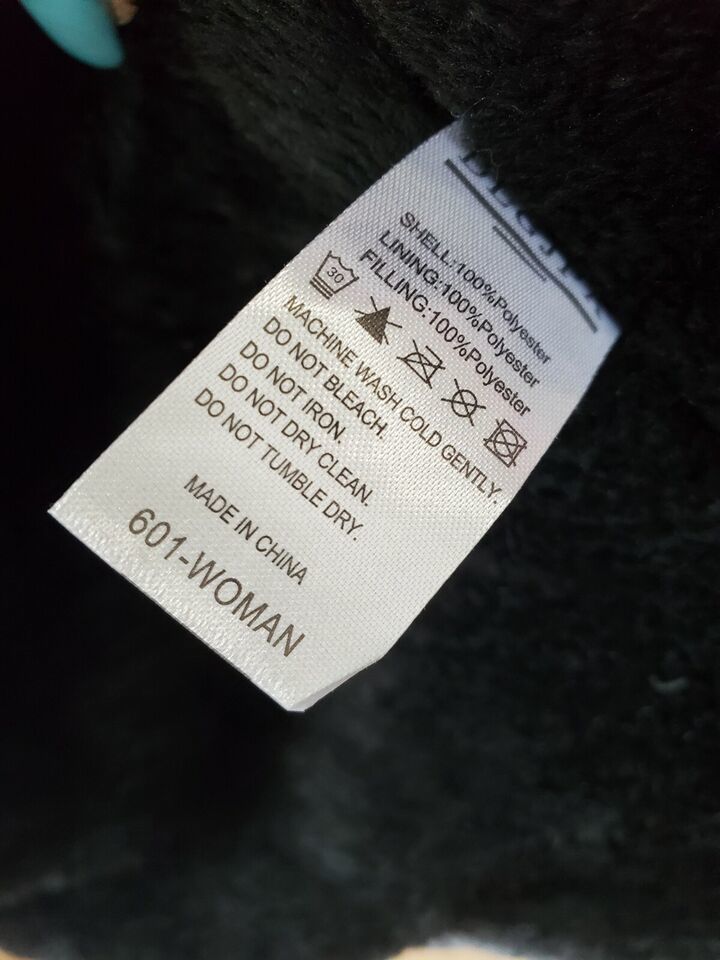 SHELL:100%Polyester
LINING:100%Polyester
FILLING:100%Polyester
30
MACHINE WASH COLD GENTLY.
DO NOT BLEACH.
DO NOT IRON.
DO NOT DRY CLEAN.
DO NOT TUMBLE DRY.
MADE IN CHINA
601-WOMAN